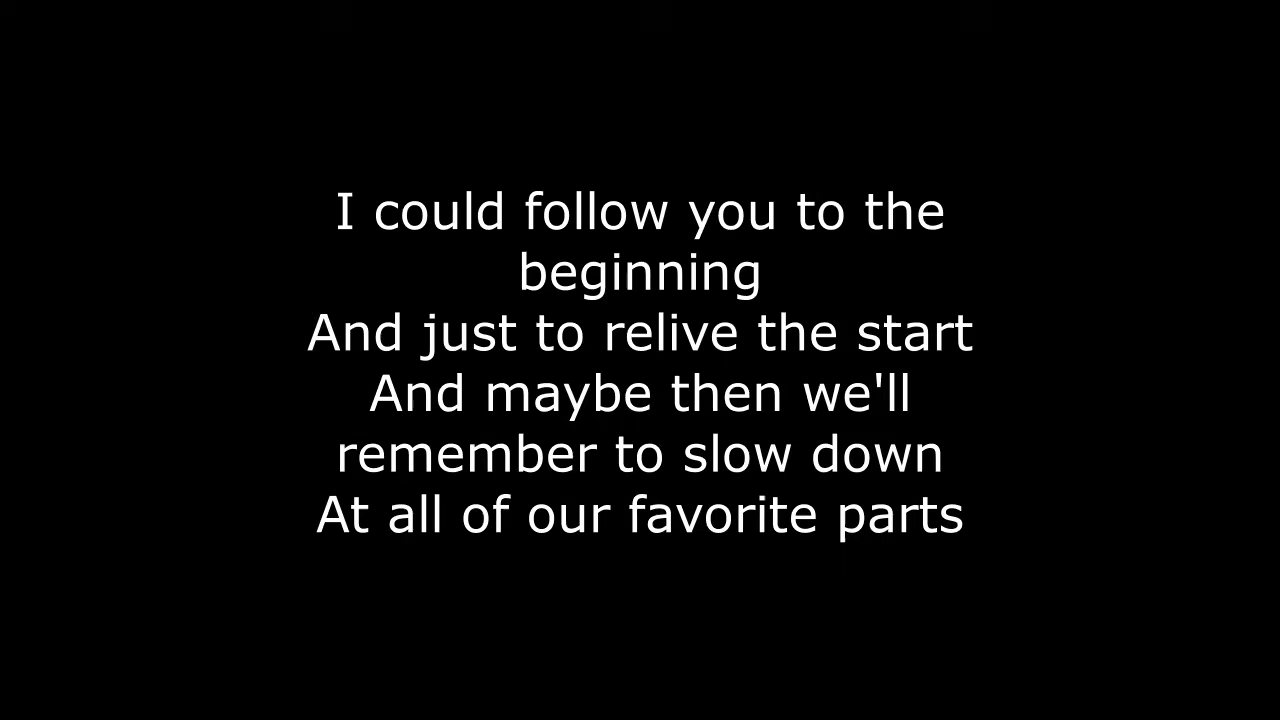 I could follow you to the
beginning
And just to relive the start
And maybe then we'll
remember to slow down
At all of our favorite parts